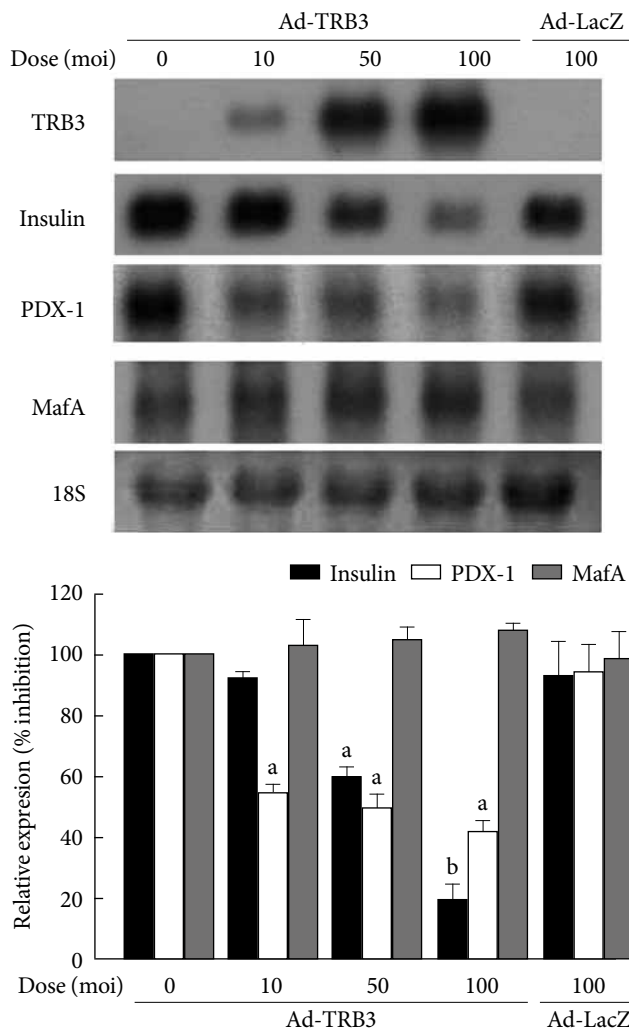 Ad-TRB3 Ad-LacZ
Dose (moi) 0 10 50 100 100
TRB3
Insulin
PDX-1
MafA
18S
Insulin PDX-1 MafA
120
100
80
60
40
20
0
Relative expresion (% inhibition)
a
a
a
a
b
Dose (moi) 0 10 50 100 100
Ad-TRB3 Ad-LacZ